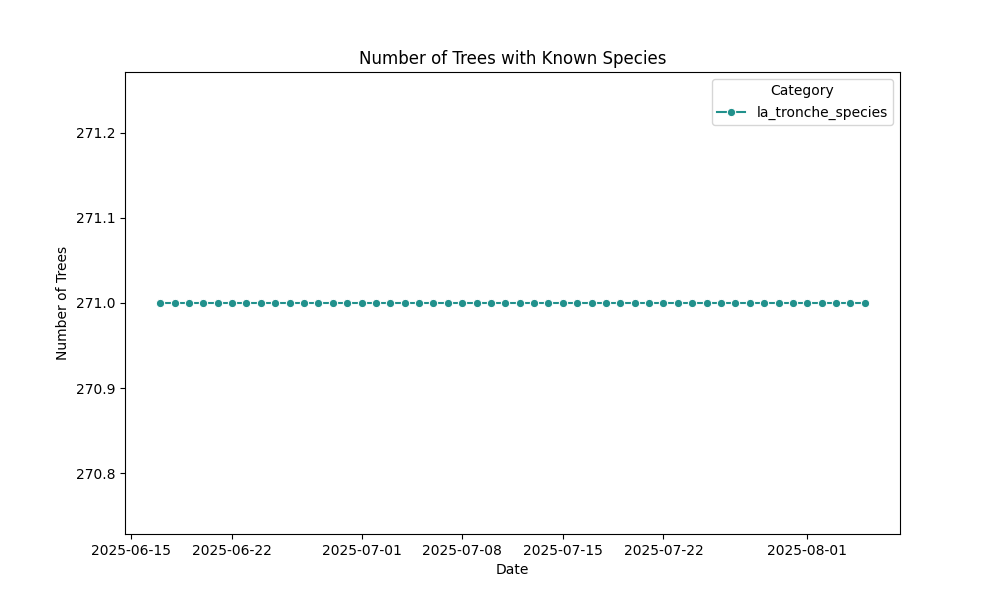 Number of Trees with Known Species
Category
la_tronche_species
271.2
271.1
271.0
270.9
270.8
Number of Trees
2025-06-15 2025-06-22 2025-07-01 2025-07-08 2025-07-15 2025-07-22 2025-08-01
Date